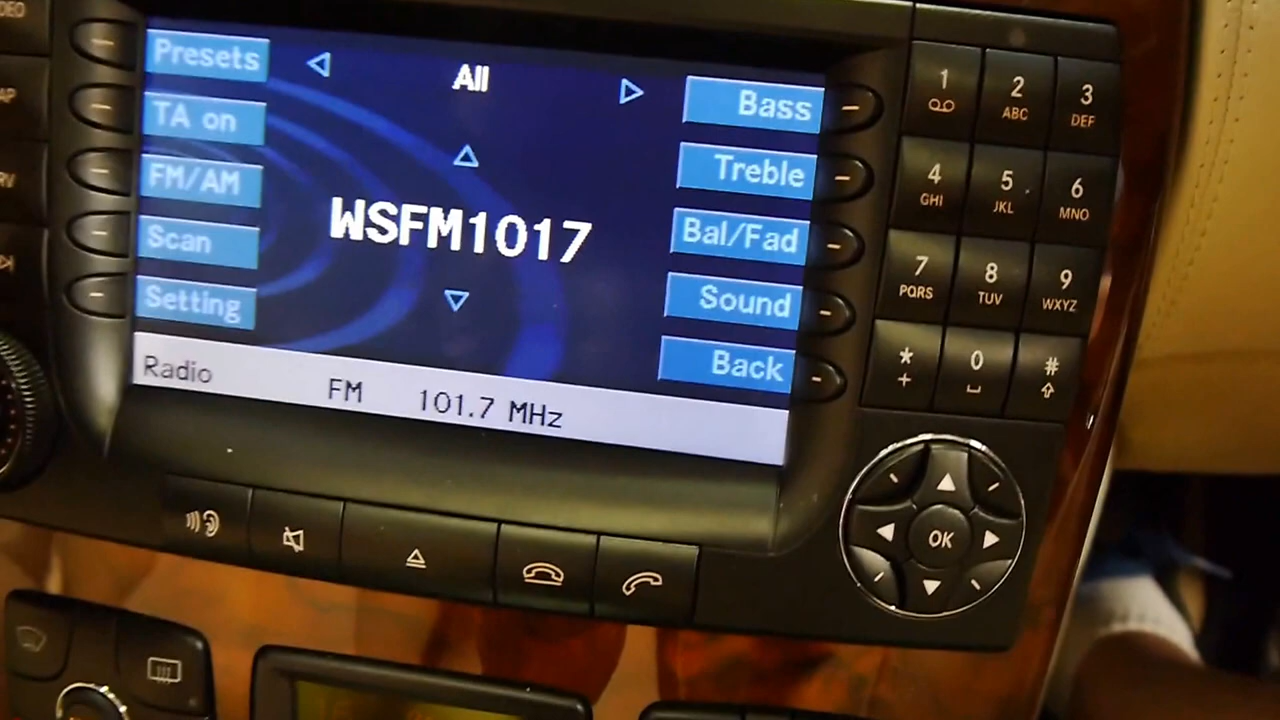 Presets
All
Bass
TA on
Treble
FM/AM
WSFM1017
Bal/Fad
Scan
Sound
Setting
Back
Radio FM 101.7 MHz
1
2 ABC
3 DEF
4 GHI
5 JKL
6 MNO
7 PQRS
8 TUV
9 WXYZ
* +
0
#
OK